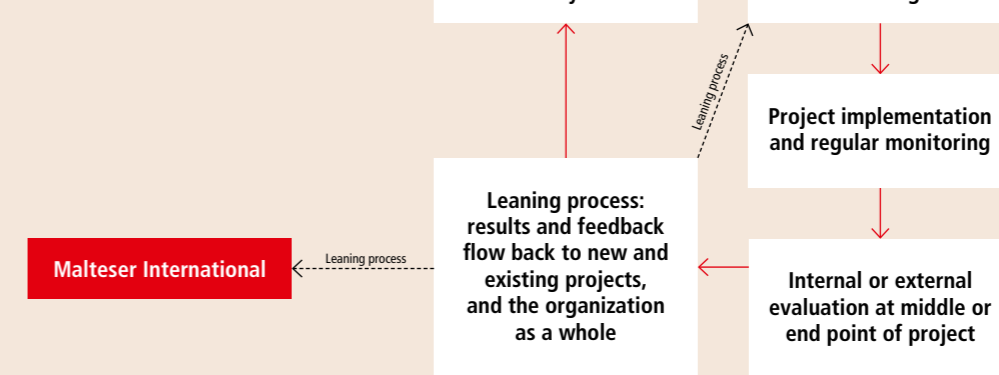 Leaning process
Project implementation
and regular monitoring
Leaning process:
results and feedback
flow back to new and
existing projects,
and the organization
as a whole
Malteser International
Leaning process
Internal or external
evaluation at middle or
end point of project